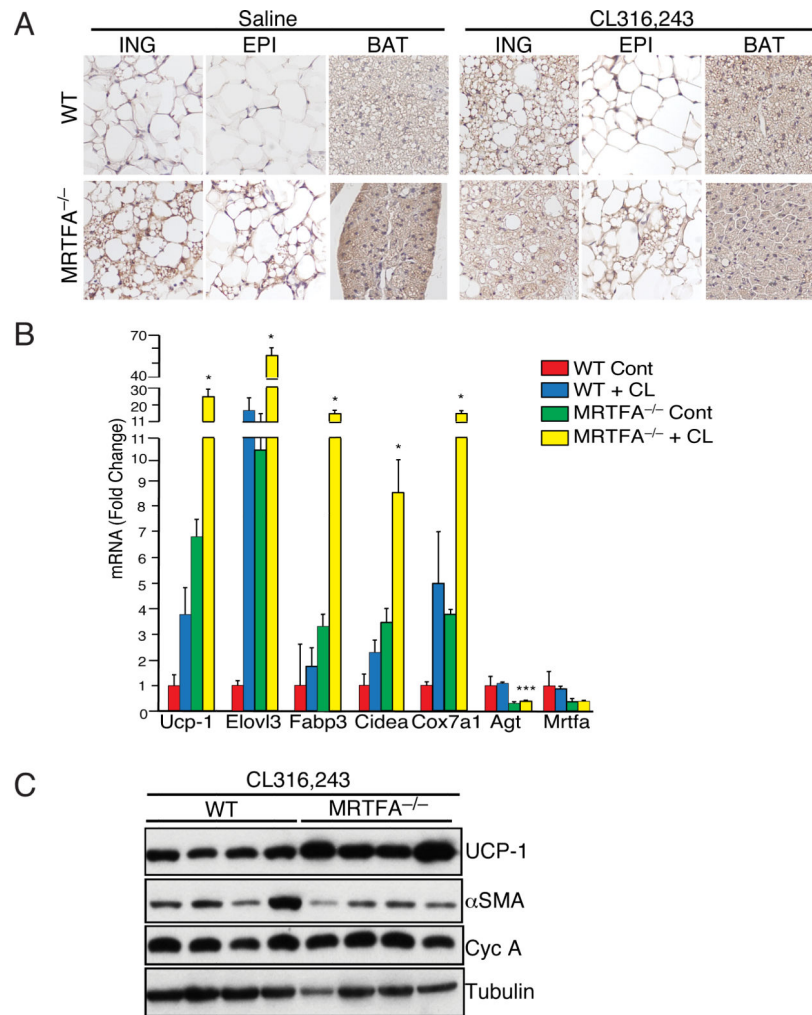 A
Saline
CL316,243
ING EPI BAT ING EPI BAT
WT
MRTFA–/–
B
mRNA (Fold Change)
70
40
30
20
11
11
10
9
8
7
6
5
4
3
2
1
0
* * * * * ***
Ucp-1 Elovl3 Fabp3 Cidea Cox7a1 Agt Mrtfa
WT Cont
WT + CL
MRTFA–/– Cont
MRTFA–/– + CL
C
CL316,243
WT MRTFA–/–
UCP-1
αSMA
Cyc A
Tubulin